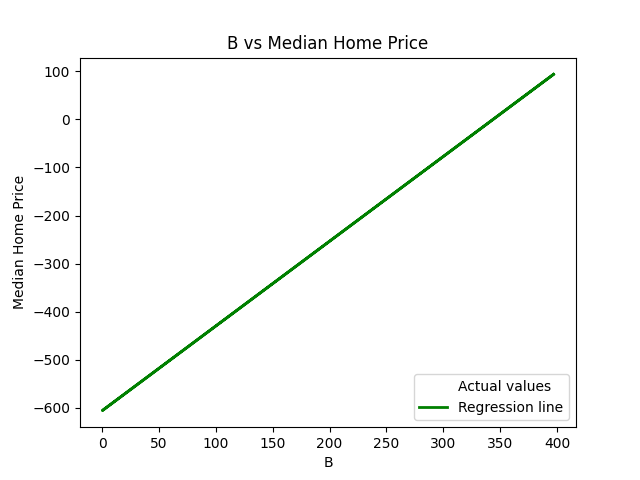 B vs Median Home Price
100
0
−100
−200
−300
−400
−500
−600
Median Home Price
Actual values
Regression line
0 50 100 150 200 250 300 350 400
B